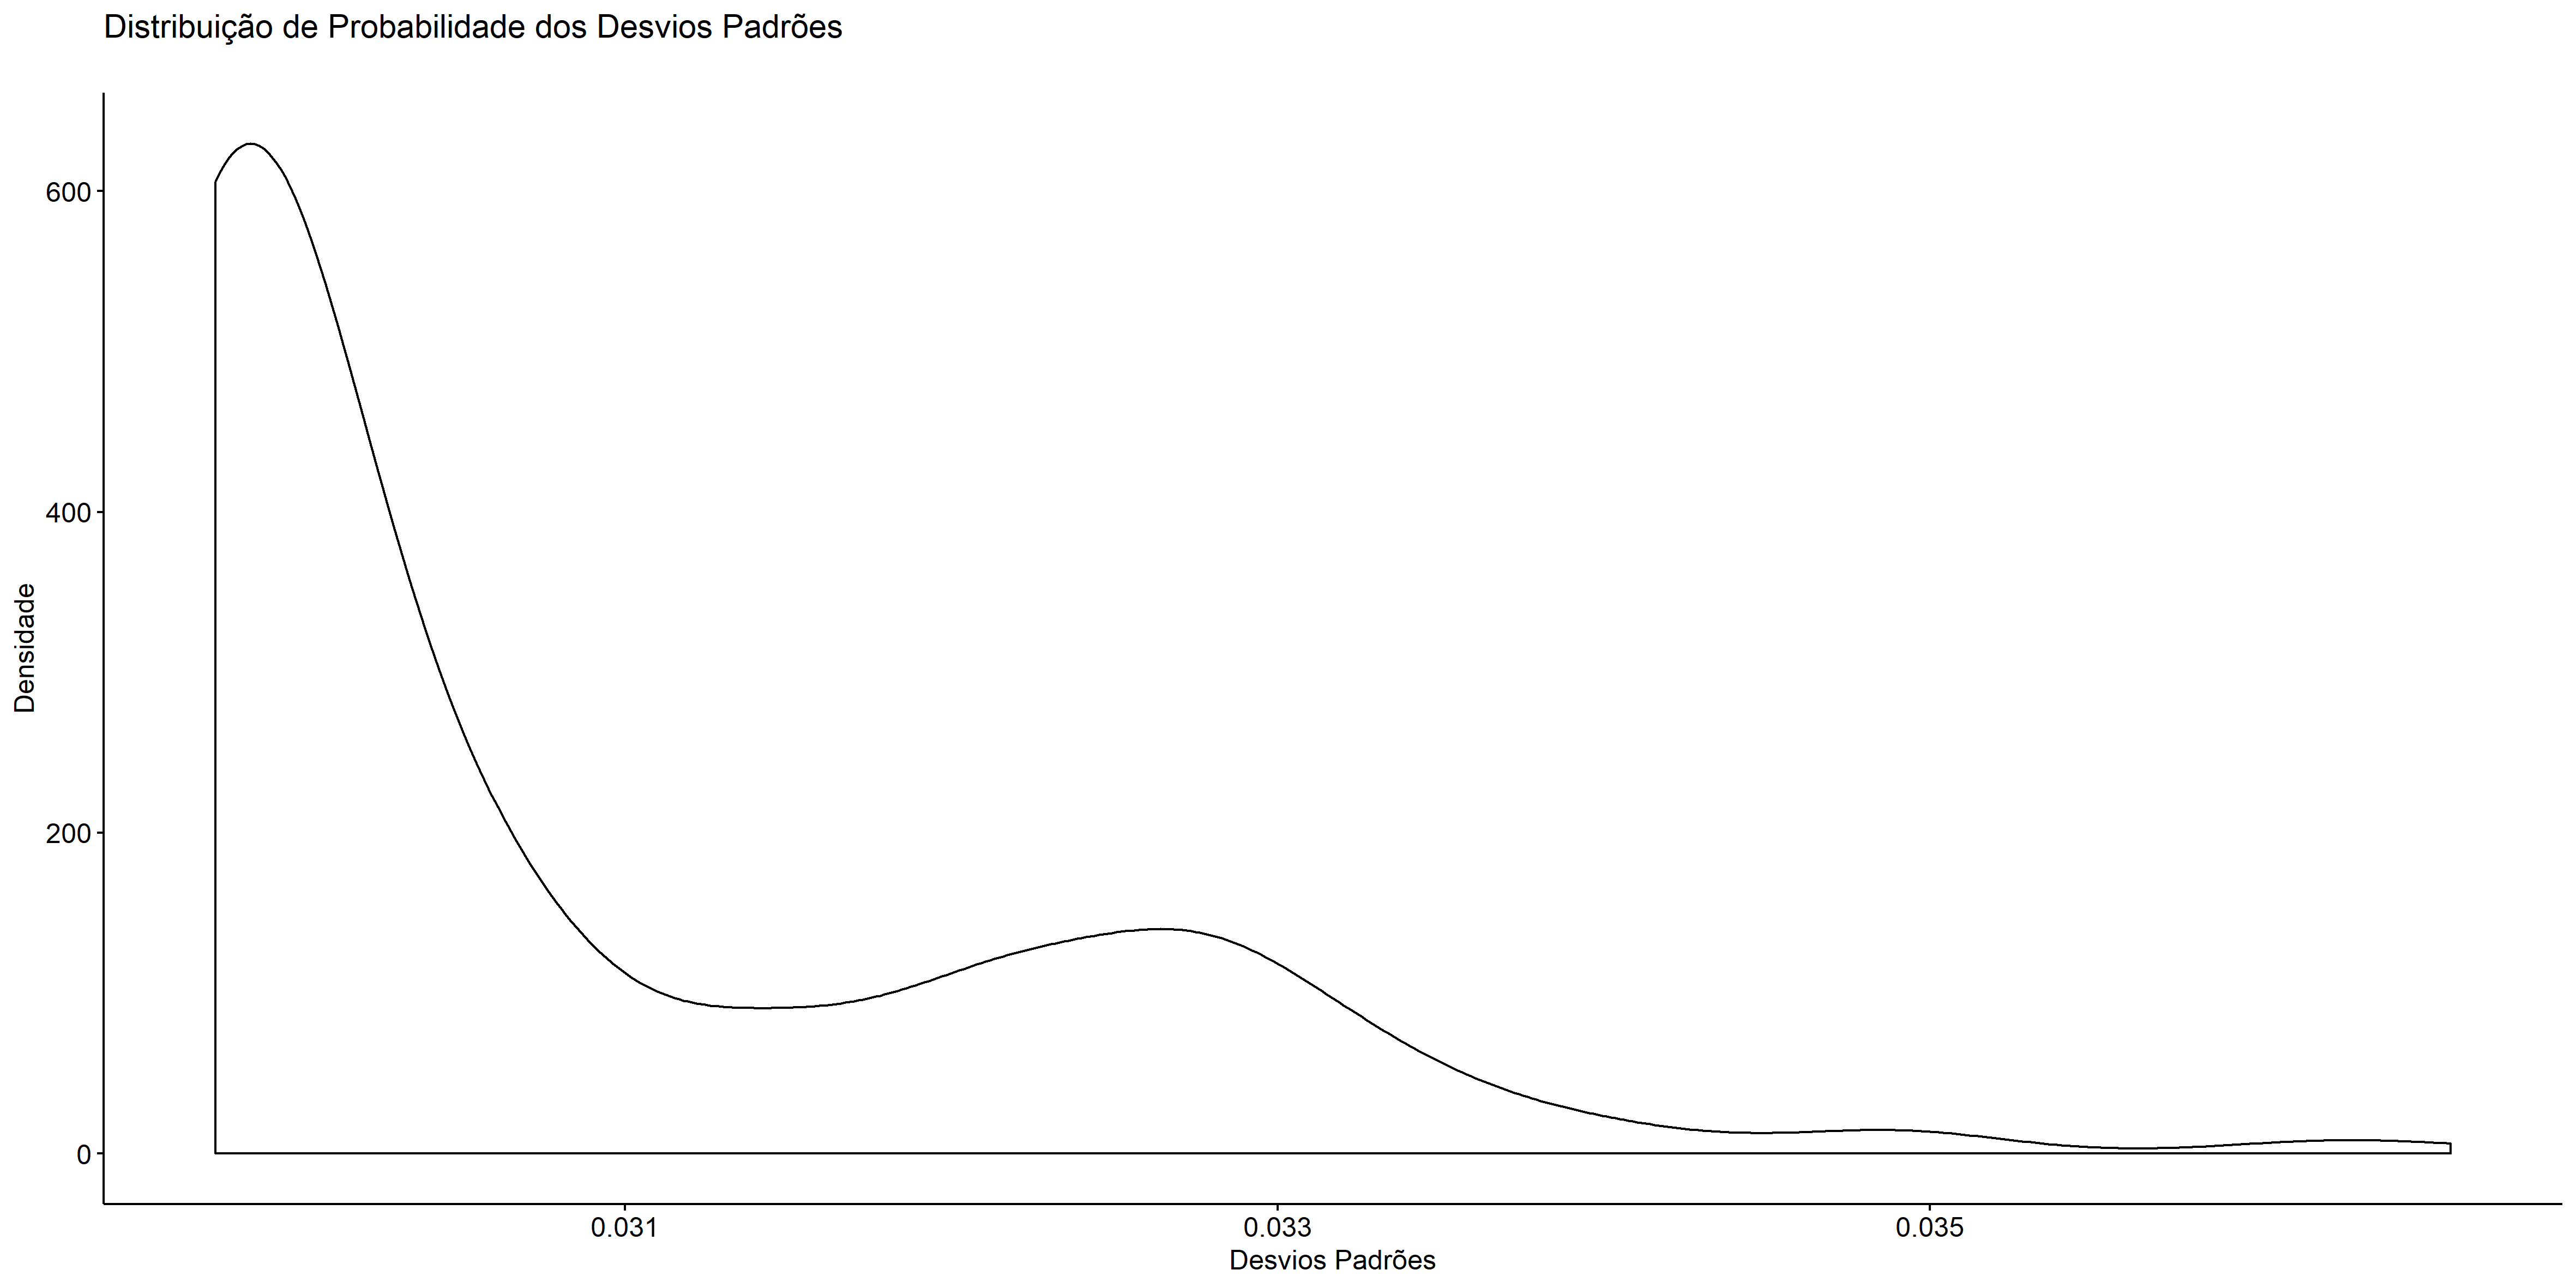 Distribuição de Probabilidade dos Desvios Padrões
600
400
200
0
Densidade
0.031
0.033
0.035
Desvios Padrões